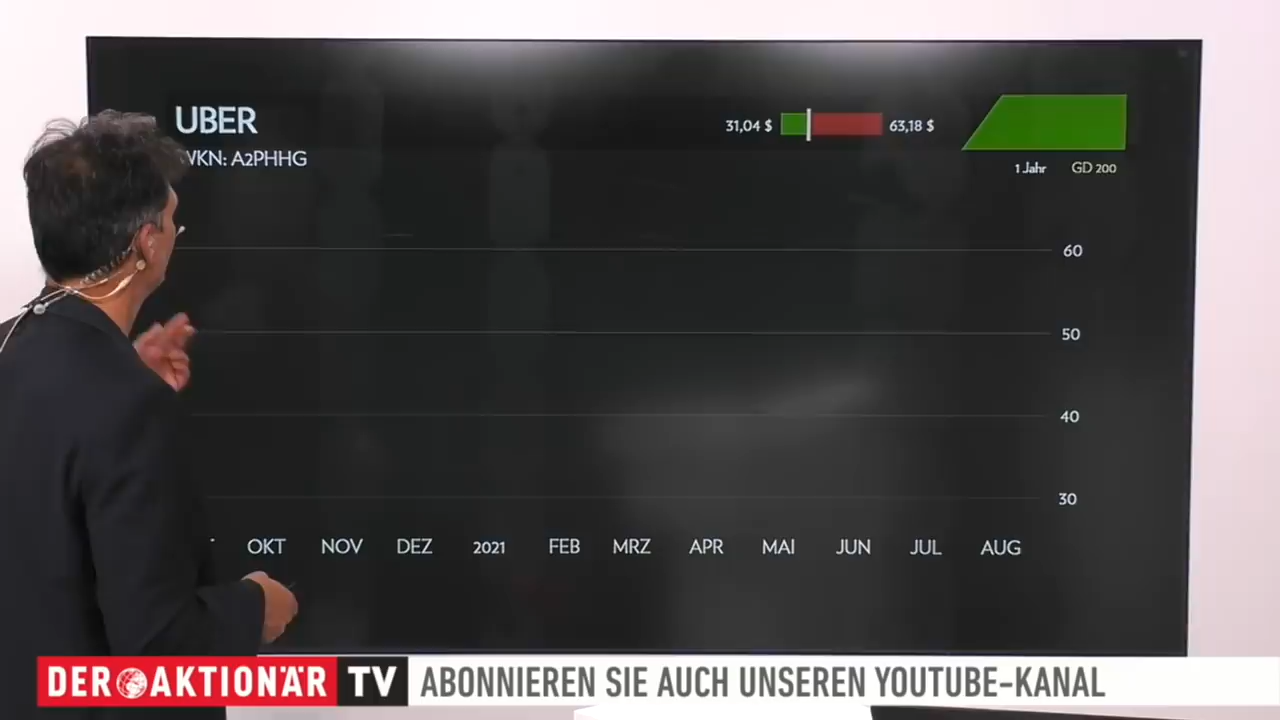 UBER
WKN: A2PHHG
31,04 $
63,18 $
1 Jahr GD 200
60
50
40
30
OKT NOV DEZ 2021 FEB MRZ APR MAI JUN JUL AUG
DER AKTIONÄR TV ABONNIEREN SIE AUCH UNSEREN YOUTUBE-KANAL